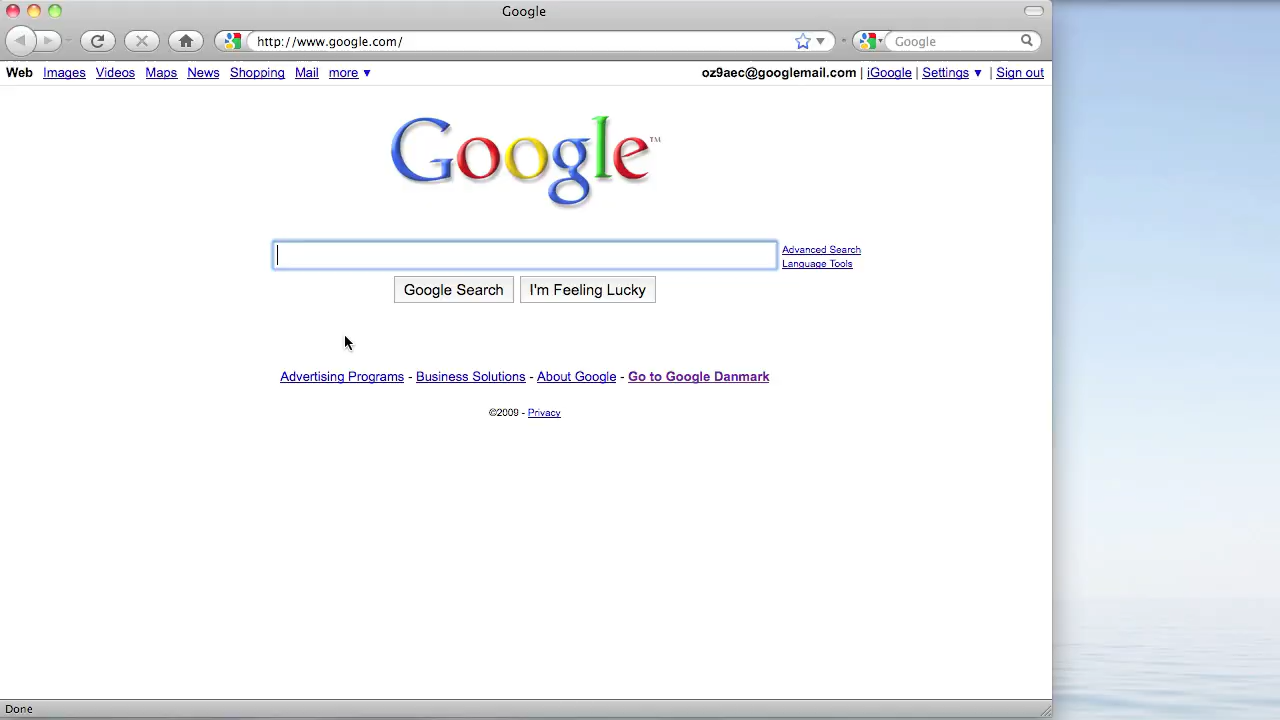 Google
http://www.google.com/
Google
Web Images Videos Maps News Shopping Mail more ▼
oz9aec@googlemail.com | iGoogle | Settings ▼ | Sign out
Google™
Advanced Search
Language Tools
Google Search I'm Feeling Lucky
Advertising Programs - Business Solutions - About Google - Go to Google Danmark
©2009 - Privacy
Done